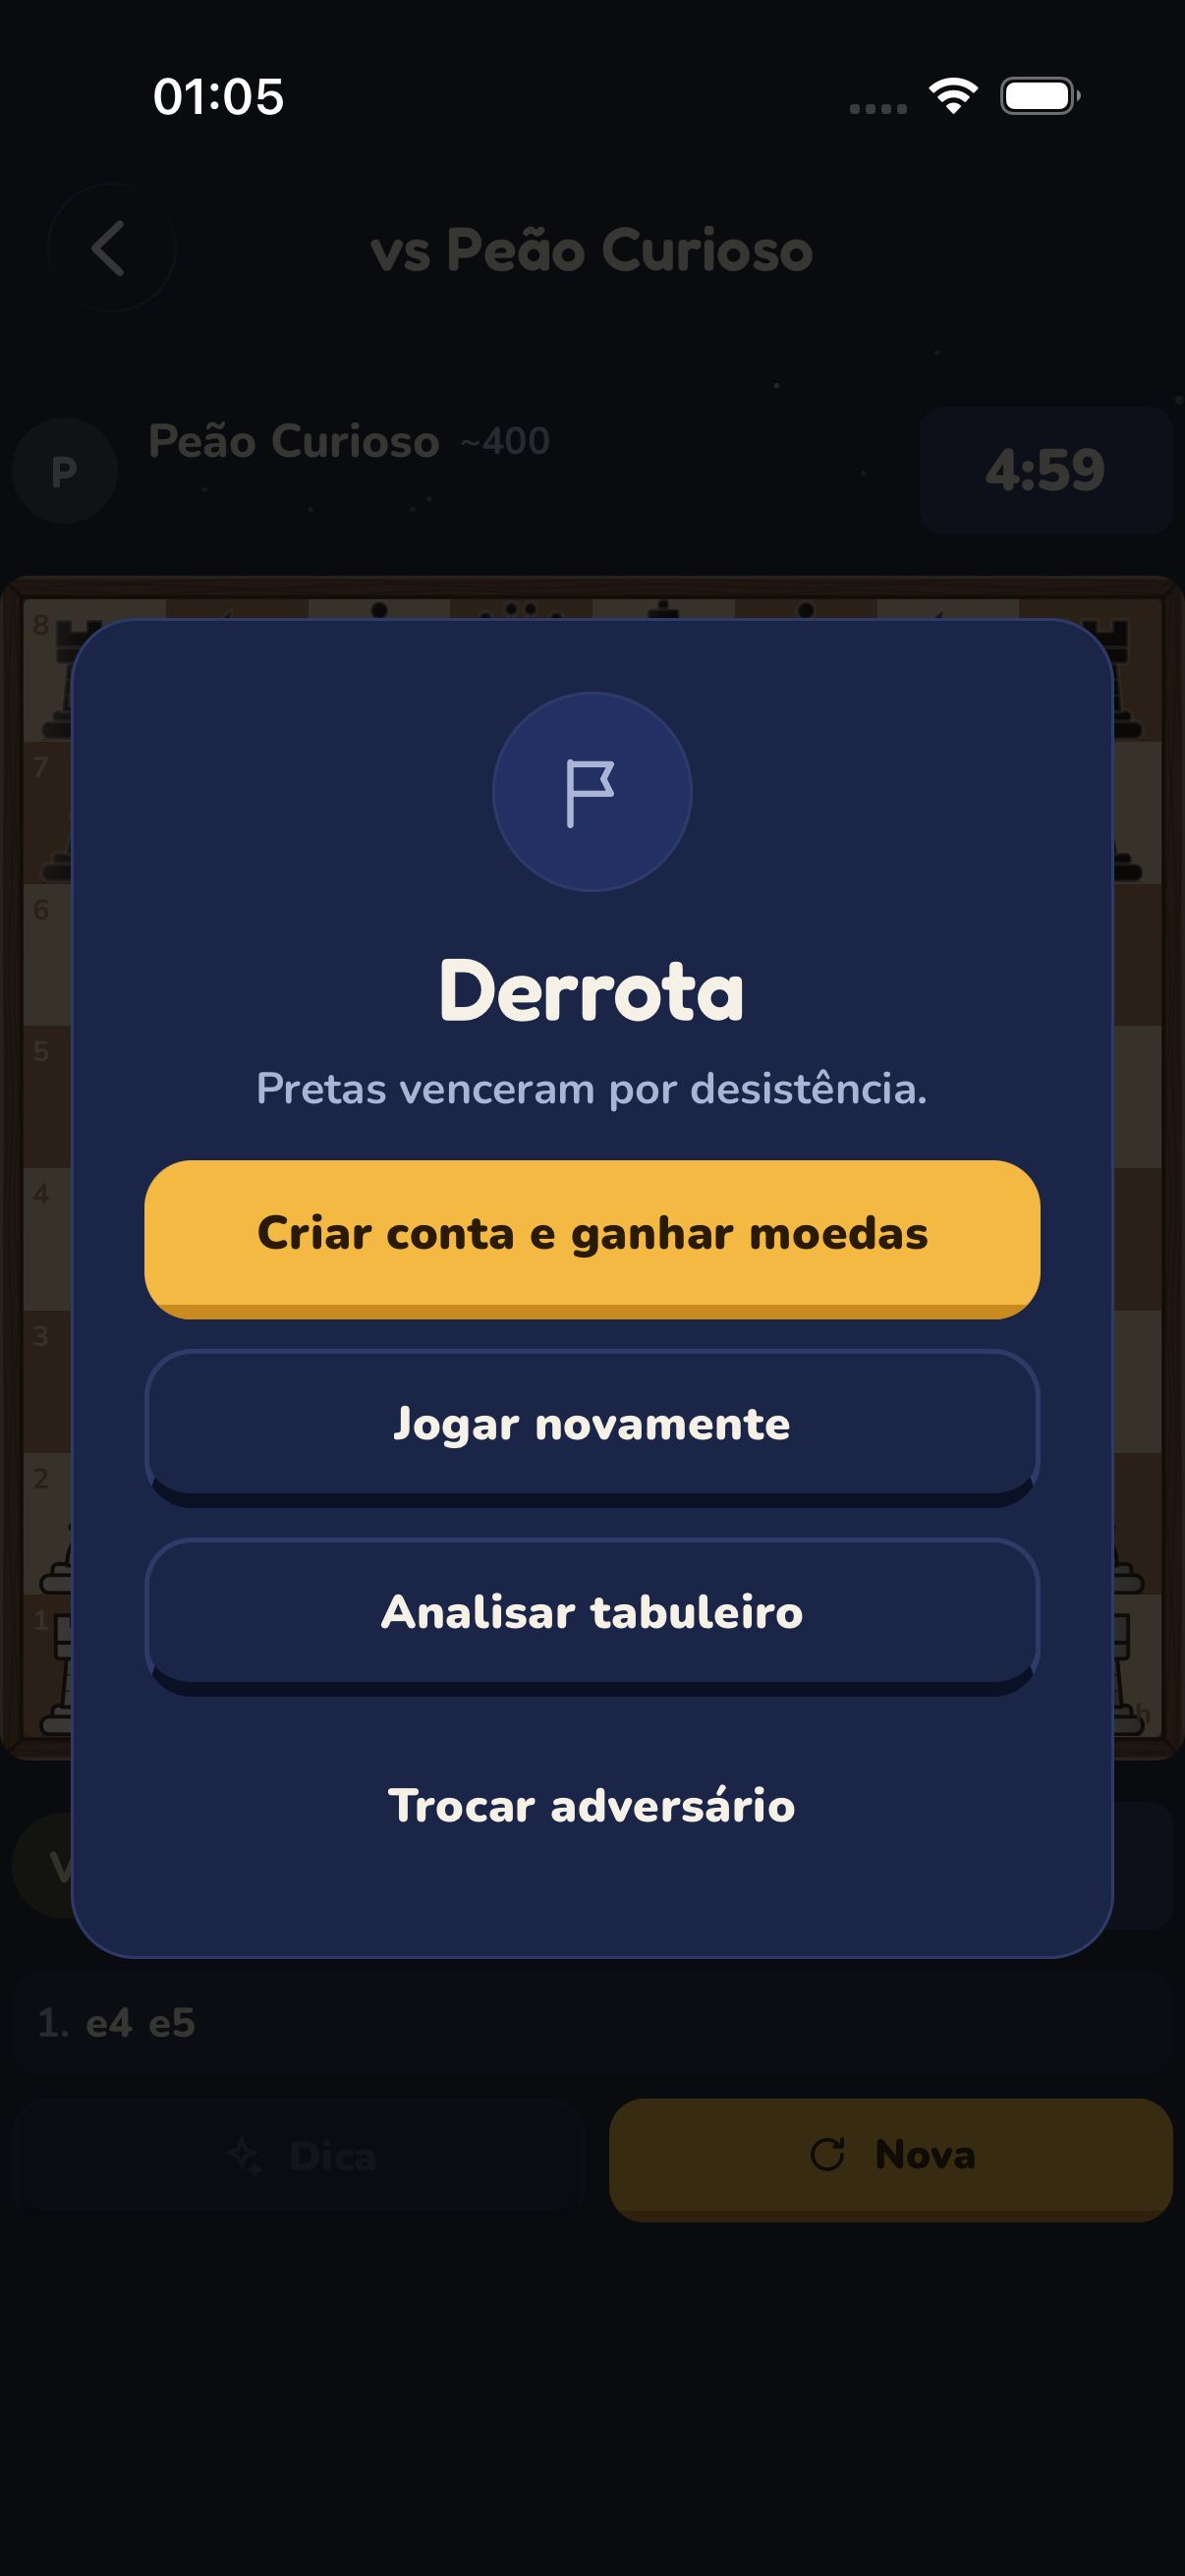 01:05
vs Peão Curioso
P
Peão Curioso ~400
4:59
8
7
6
5
4
3
2
1
h
Derrota
Pretas venceram por desistência.
Criar conta e ganhar moedas
Jogar novamente
Analisar tabuleiro
Trocar adversário
1. e4 e5
Dica
Nova